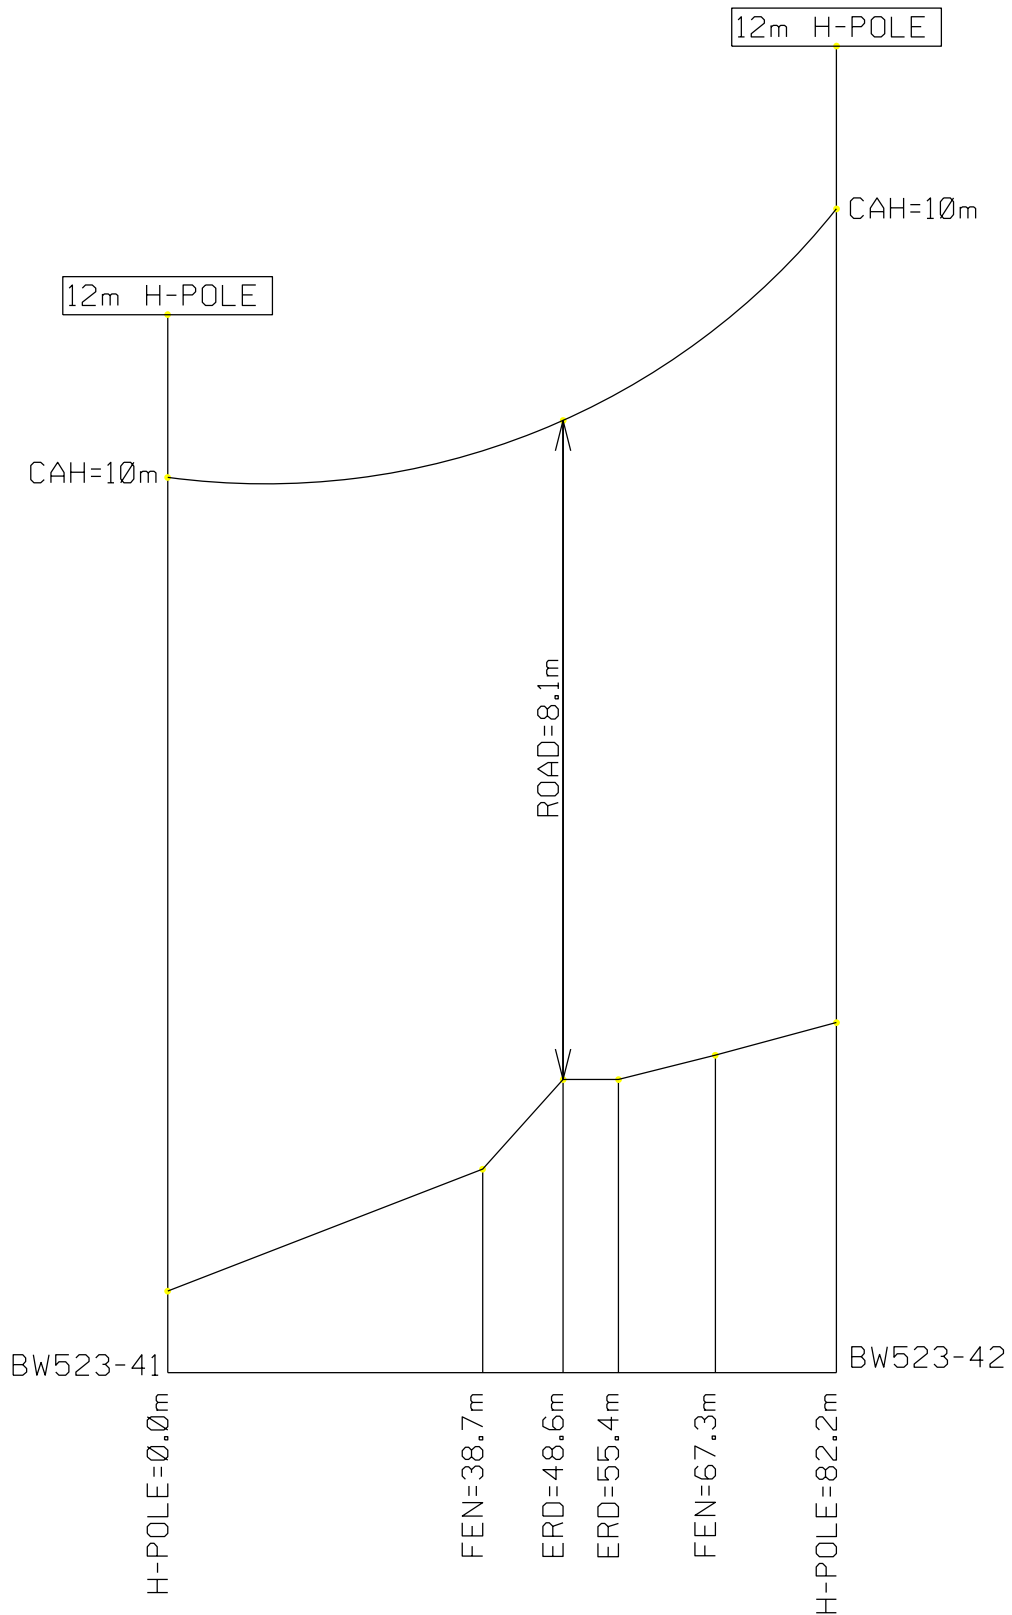 12m H-POLE
CAH=10m
12m H-POLE
CAH=10m
ROAD=8.1m
BW523-41
BW523-42
H-POLE=0.0m
FEN=38.7m
ERD=48.6m
ERD=55.4m
FEN=67.3m
H-POLE=82.2m